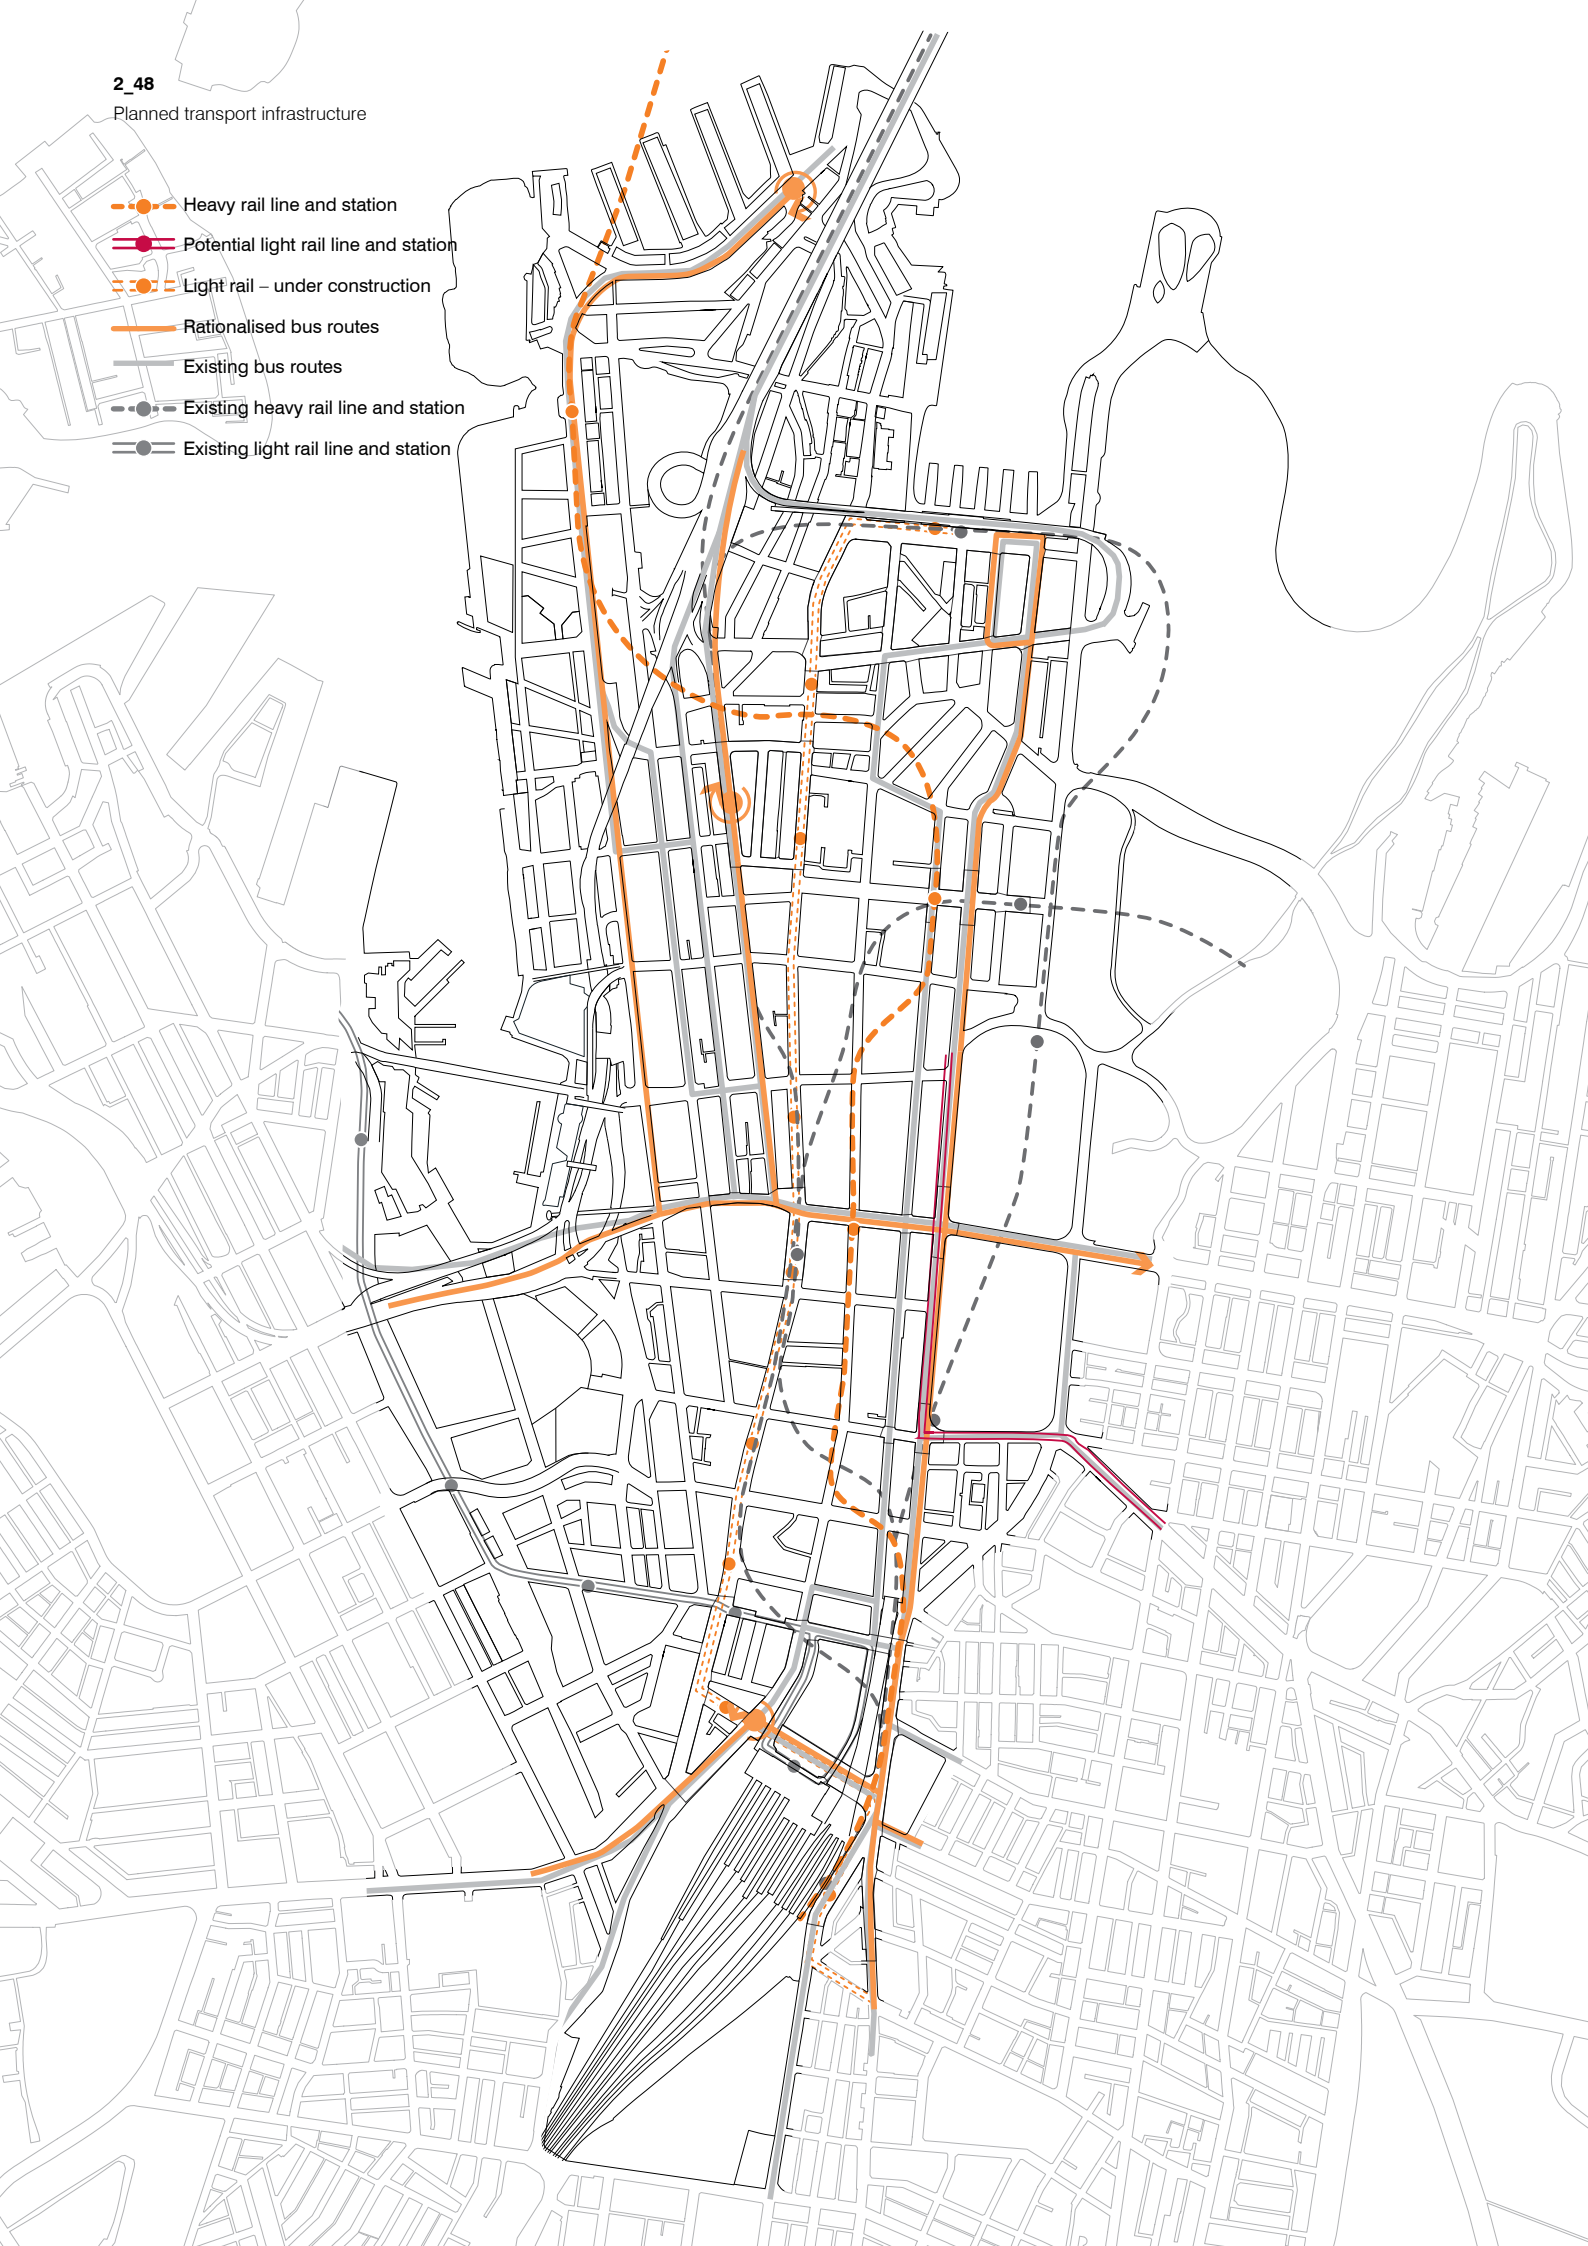 2_48
Planned transport infrastructure
Heavy rail line and station
Potential light rail line and station
Light rail – under construction
Rationalised bus routes
Existing bus routes
Existing heavy rail line and station
Existing light rail line and station